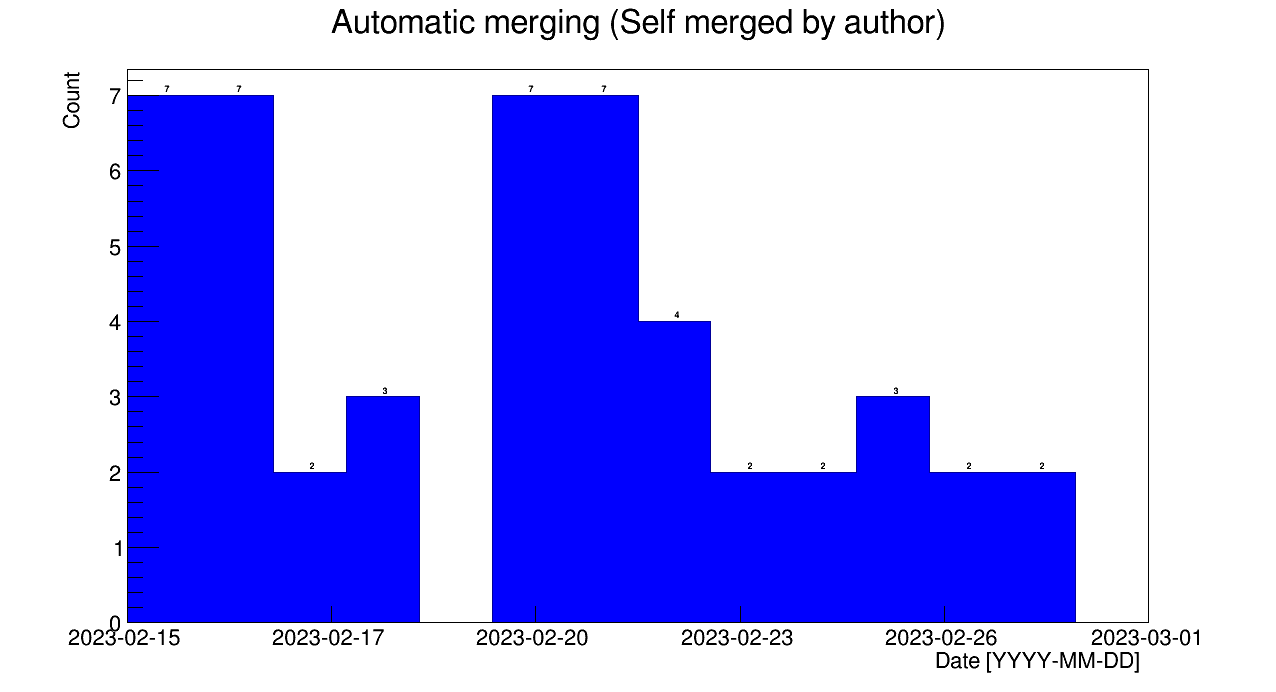 Automatic merging (Self merged by author)
Count
7
6
5
4
3
2
1
0
7 7 2 3 7 7 4 2 2 3 2 2
2023-02-15 2023-02-17 2023-02-20 2023-02-23 2023-02-26 2023-03-01
Date [YYYY-MM-DD]